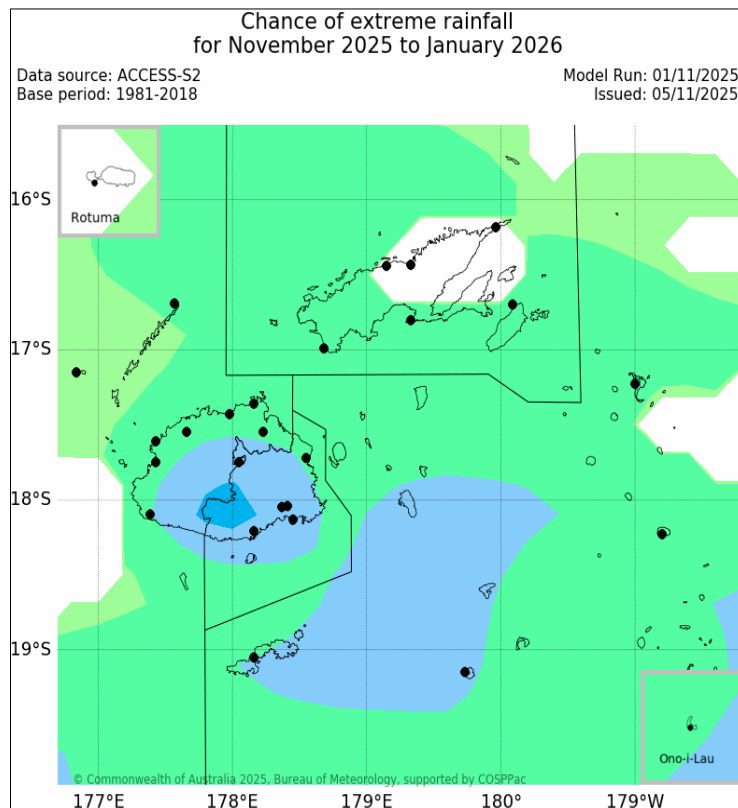 Chance of extreme rainfall
for November 2025 to January 2026
Data source: ACCESS-S2
Model Run: 01/11/2025
Base period: 1981-2018
Issued: 05/11/2025
Rotuma
16°S
17°S
18°S
19°S
Ono-i-Lau
© Commonwealth of Australia 2025, Bureau of Meteorology, supported by COSPPac
177°E
178°E
179°E
180°
179°W